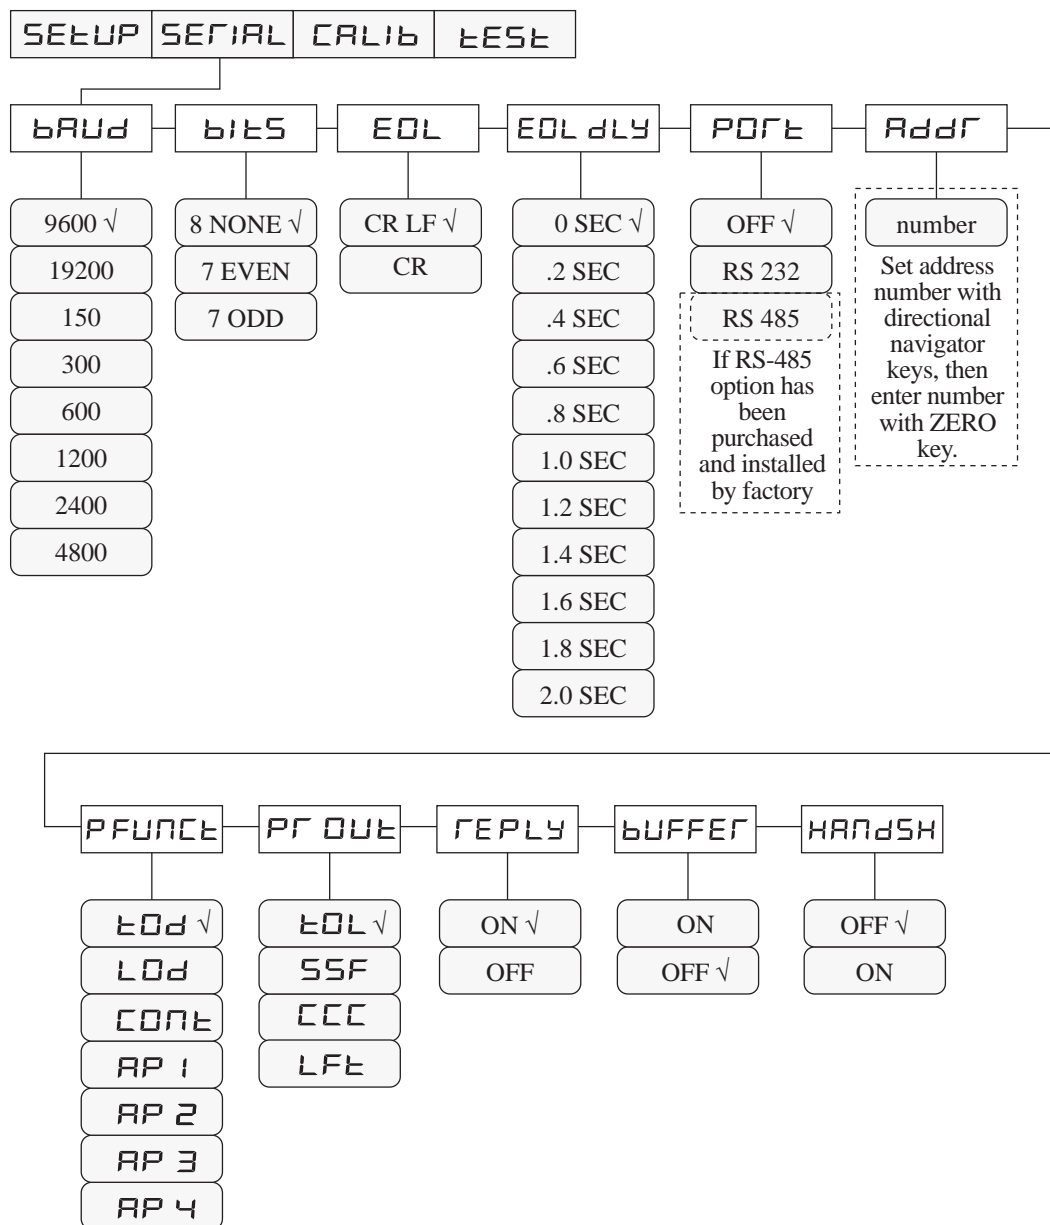 SEtUP SErIAL CALIb tESt
bAUd bItS EOL EOL dLY POrt Addr
9600 √
19200
150
300
600
1200
2400
4800
8 NONE √
7 EVEN
7 ODD
CR LF √
CR
0 SEC √
.2 SEC
.4 SEC
.6 SEC
.8 SEC
1.0 SEC
1.2 SEC
1.4 SEC
1.6 SEC
1.8 SEC
2.0 SEC
OFF √
RS 232
RS 485
If RS-485
option has
been
purchased
and installed
by factory
number
Set address
number with
directional
navigator
keys, then
enter number
with ZERO
key.
P FUNCt Pr OUt rEPLY bUFFEr HANdSH
tOd √
LOd
CONt
AP 1
AP 2
AP 3
AP 4
tOL √
SSF
CCC
LFt
ON √
OFF
ON
OFF √
OFF √
ON